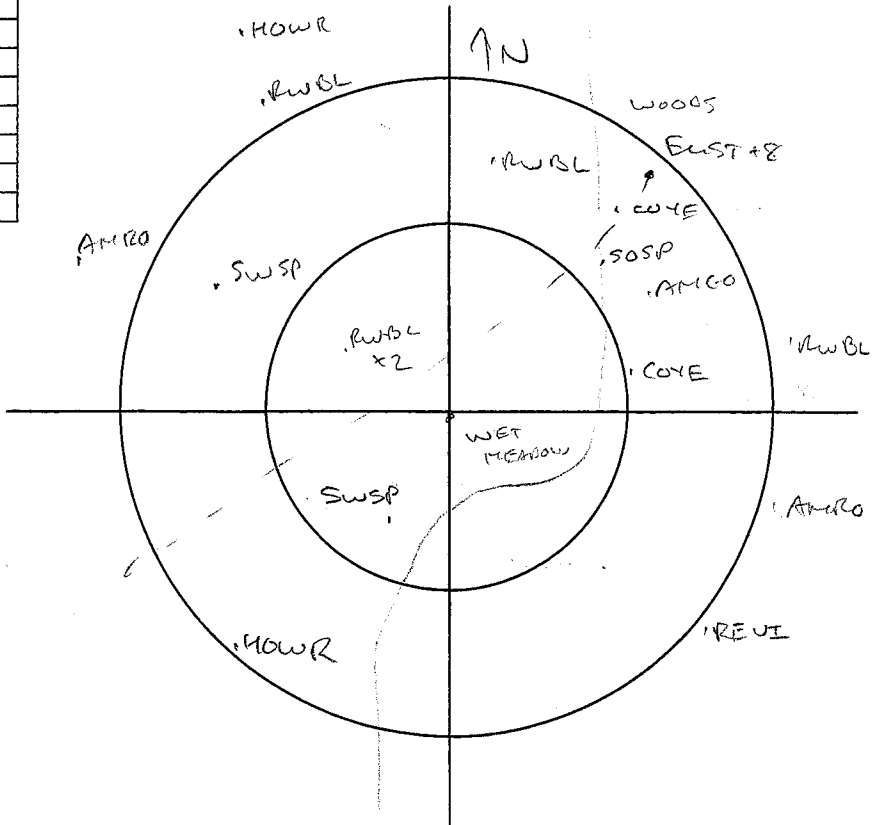 .HOWR
↑N
.RWBL
WOODS
EUST +8
.RWBL
.COYE
AMRO
.SOSP
.SWSP
.AMGO
.RWBL
x2
.RWBL
.COYE
WET
MEADOW
SWSP
.AMRO
.HOWR
.REVI